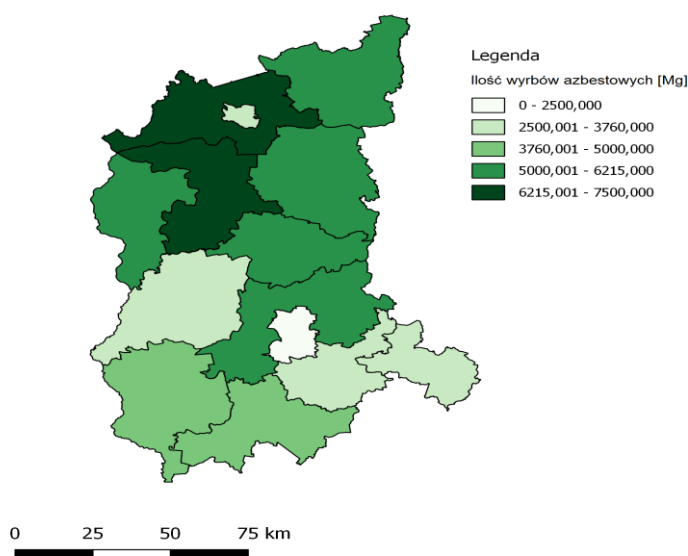 Legenda
Ilość wyrbów azbestowych [Mg]
0 - 2500,000
2500,001 - 3760,000
3760,001 - 5000,000
5000,001 - 6215,000
6215,001 - 7500,000
0 25 50 75 km